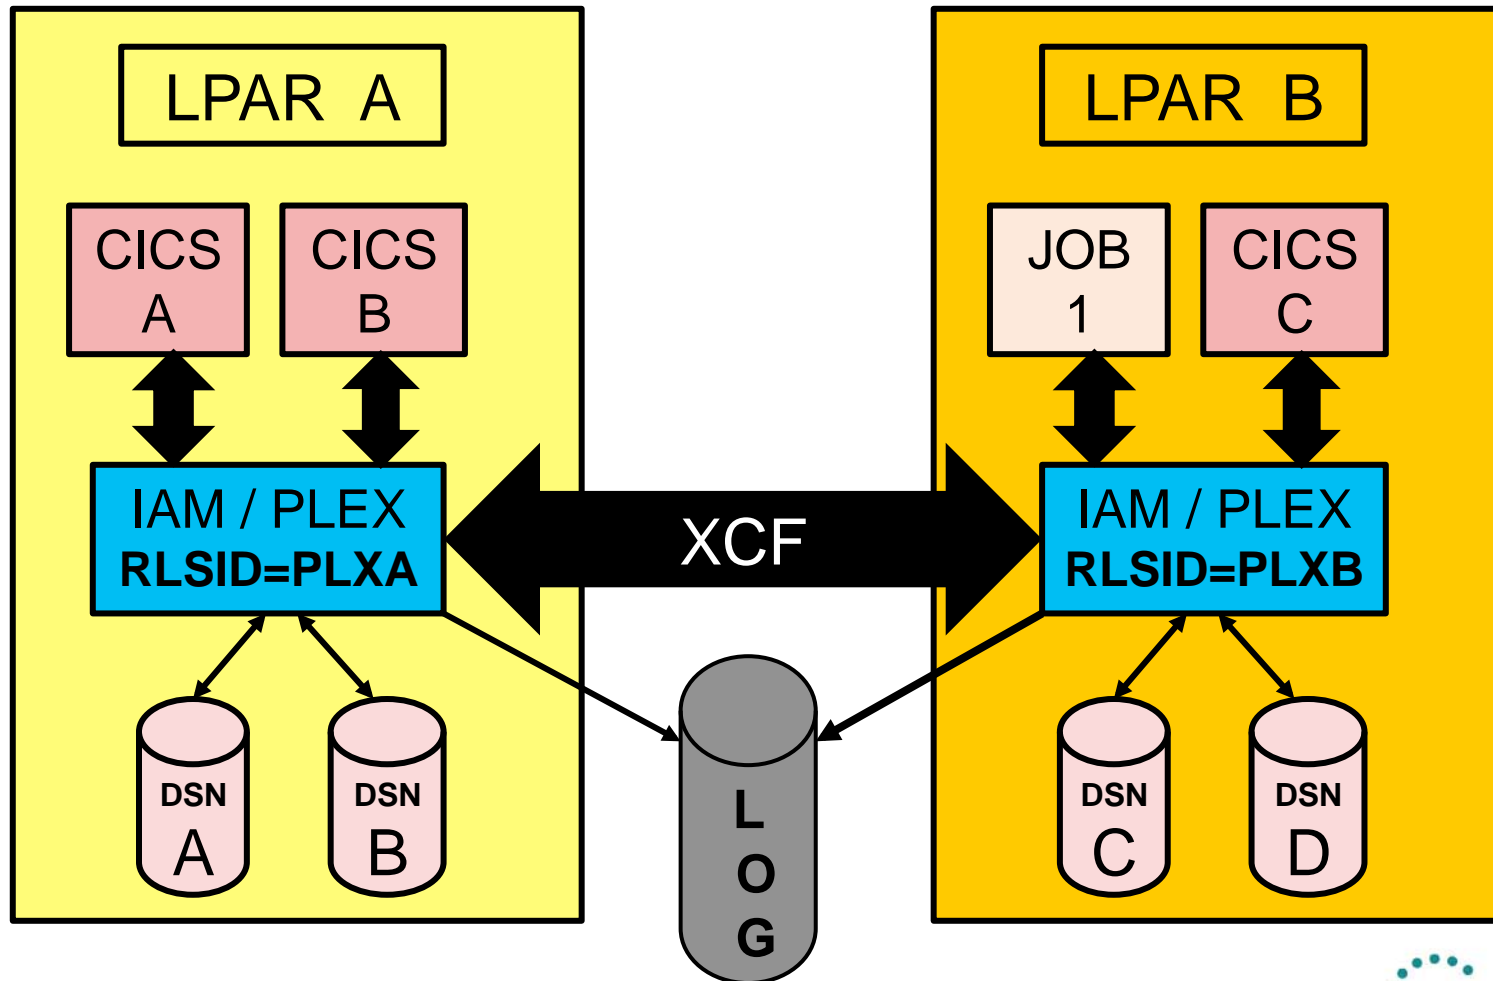 LPAR A
CICS
A
CICS
B
IAM / PLEX
RLSID=PLXA
DSN
A
DSN
B
XCF
L
O
G
LPAR B
JOB
1
CICS
C
IAM / PLEX
RLSID=PLXB
DSN
C
DSN
D